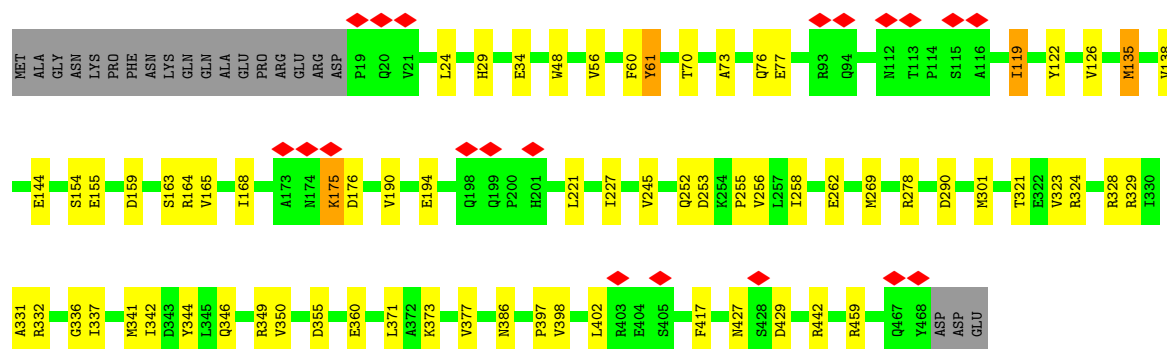 MET ALA GLY ASN LYS PRO PHE ASN LYS GLN GLN ALA GLU PRO ARG GLU ARG ASP P19 Q20 V21 L24 H29 E34 W48 V56 F60 Y61 T70 A73 Q76 E77 R93 Q94 N112 T113 P114 S115 A116 I119 Y122 V126 M135 V138
E144 S154 E155 D159 S163 R164 V165 I168 A173 N174 K175 D176 V190 E194 Q198 Q199 P200 H201 L221 I227 V245 Q252 D253 K254 P255 V256 L257 I258 E262 M269 R278 D290 M301 T321 E322 V323 R324 R328 R329 I330
A331 R332 G336 I337 M341 I342 D343 Y344 L345 Q346 R349 V350 D355 E360 L371 A372 K373 V377 N386 P397 V398 L402 R403 E404 S405 F417 N427 S428 D429 R442 R459 Q467 Y468 ASP ASP GLU